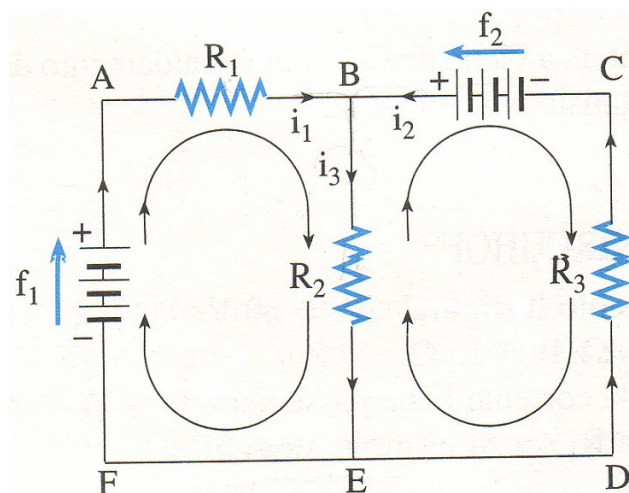 f₂
A R₁ B + − C
i₁ i₂
i₃
+
f₁ R₂ R₃
−
F E D